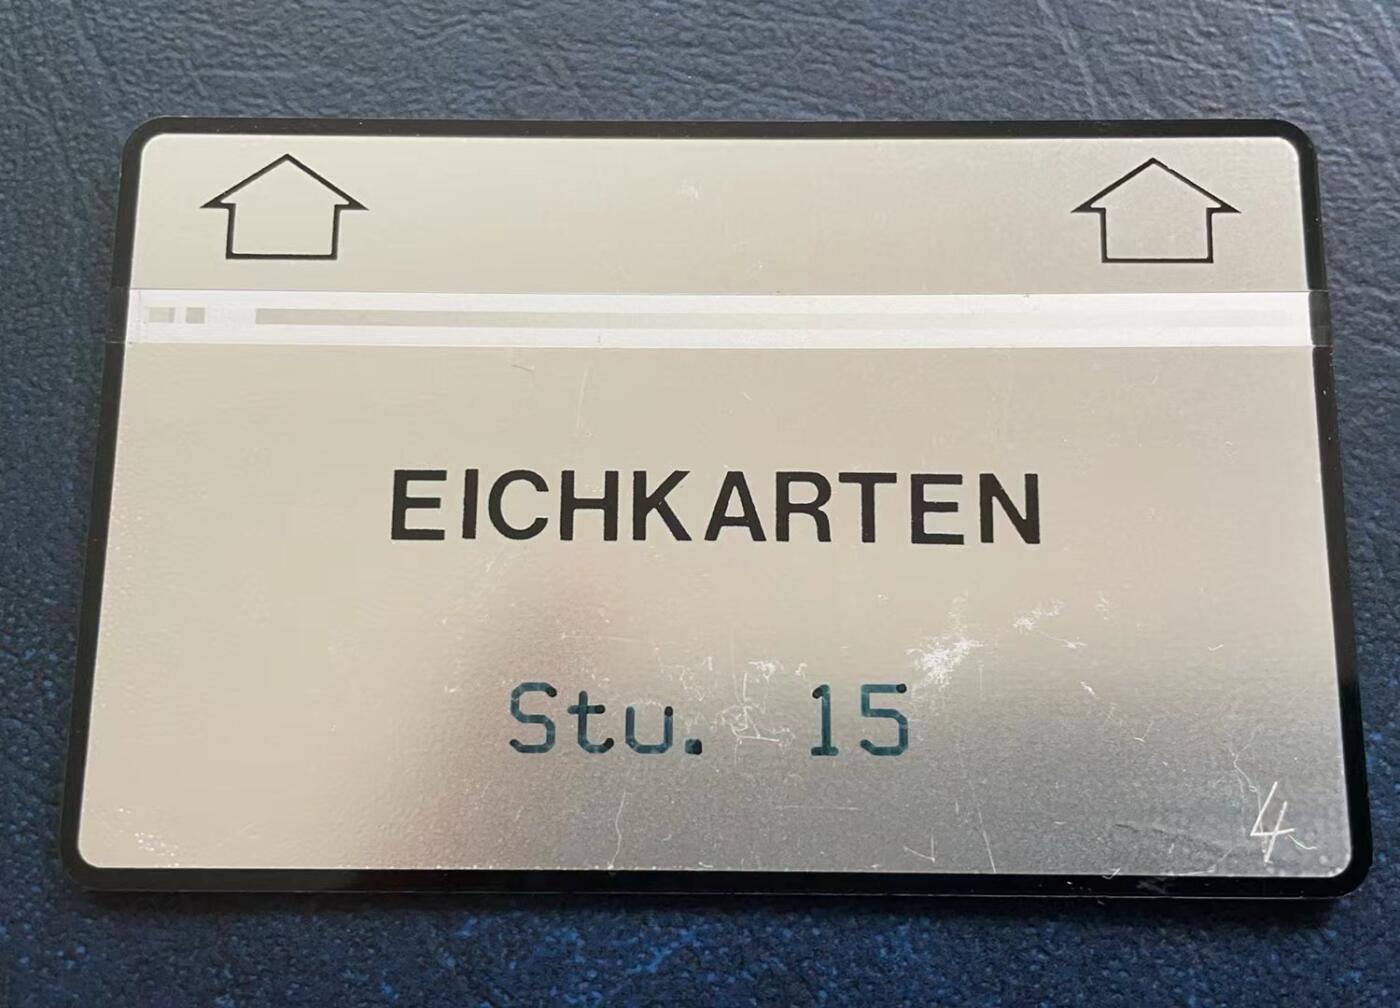 EICHKARTEN
Stu. 15
4